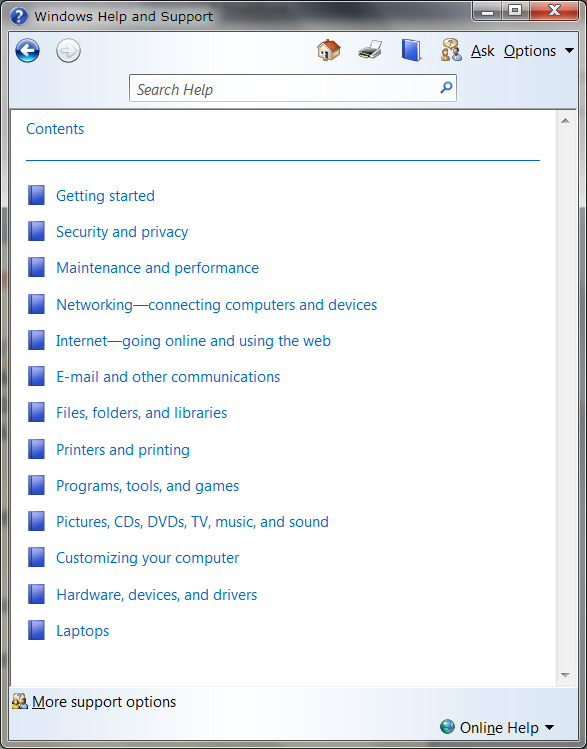 Windows Help and Support
Ask Options
Search Help
Contents
Getting started
Security and privacy
Maintenance and performance
Networking—connecting computers and devices
Internet—going online and using the web
E-mail and other communications
Files, folders, and libraries
Printers and printing
Programs, tools, and games
Pictures, CDs, DVDs, TV, music, and sound
Customizing your computer
Hardware, devices, and drivers
Laptops
More support options
Online Help